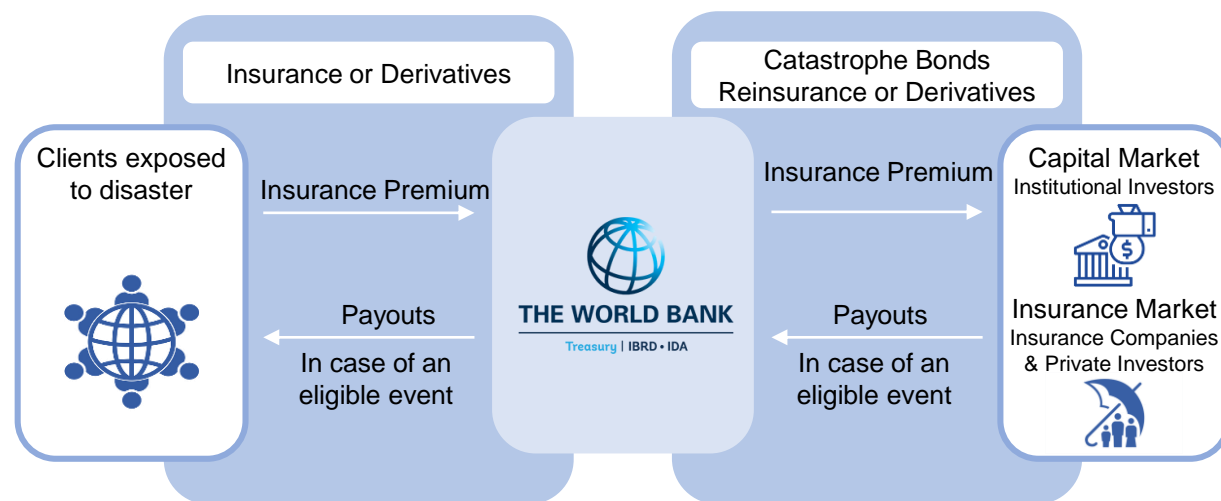 Insurance or Derivatives
Catastrophe Bonds
Reinsurance or Derivatives
Clients exposed
to disaster
Insurance Premium
Payouts
In case of an
eligible event
THE WORLD BANK
Treasury | IBRD • IDA
Insurance Premium
Payouts
In case of an
eligible event
Capital Market
Institutional Investors
$
Insurance Market
Insurance Companies
& Private Investors